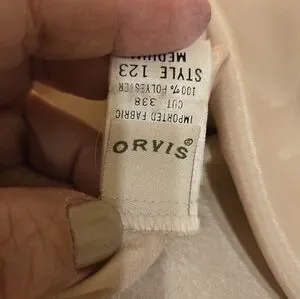 ORVIS®
IMPORTED FABRIC
CUT 338
100% POLYESTER
STYLE 123
MEDIUM